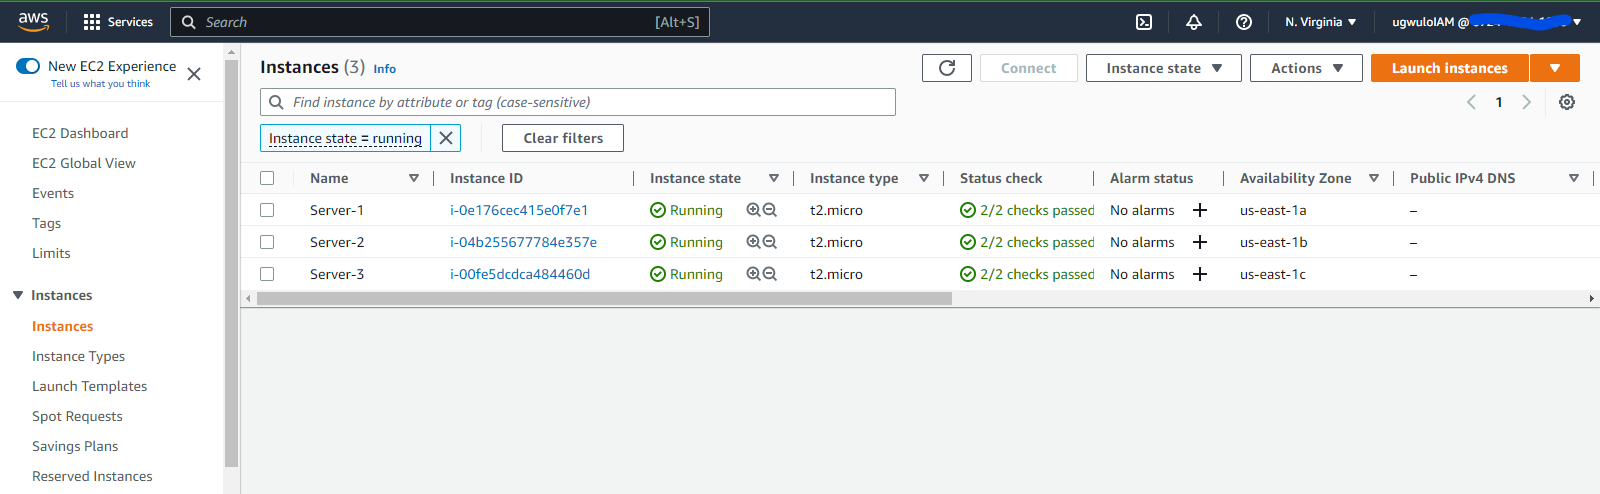 aws Services Search [Alt+S] N. Virginia ugwuloIAM @
New EC2 Experience
Tell us what you think
EC2 Dashboard
EC2 Global View
Events
Tags
Limits
Instances
Instances
Instance Types
Launch Templates
Spot Requests
Savings Plans
Reserved Instances
Instances (3) Info Connect Instance state Actions Launch instances
Find instance by attribute or tag (case-sensitive) 1
Instance state = running Clear filters
Name Instance ID Instance state Instance type Status check Alarm status Availability Zone Public IPv4 DNS
Server-1 i-0e176cec415e0f7e1 Running t2.micro 2/2 checks passed No alarms + us-east-1a –
Server-2 i-04b255677784e357e Running t2.micro 2/2 checks passed No alarms + us-east-1b –
Server-3 i-00fe5dcdca484460d Running t2.micro 2/2 checks passed No alarms + us-east-1c –